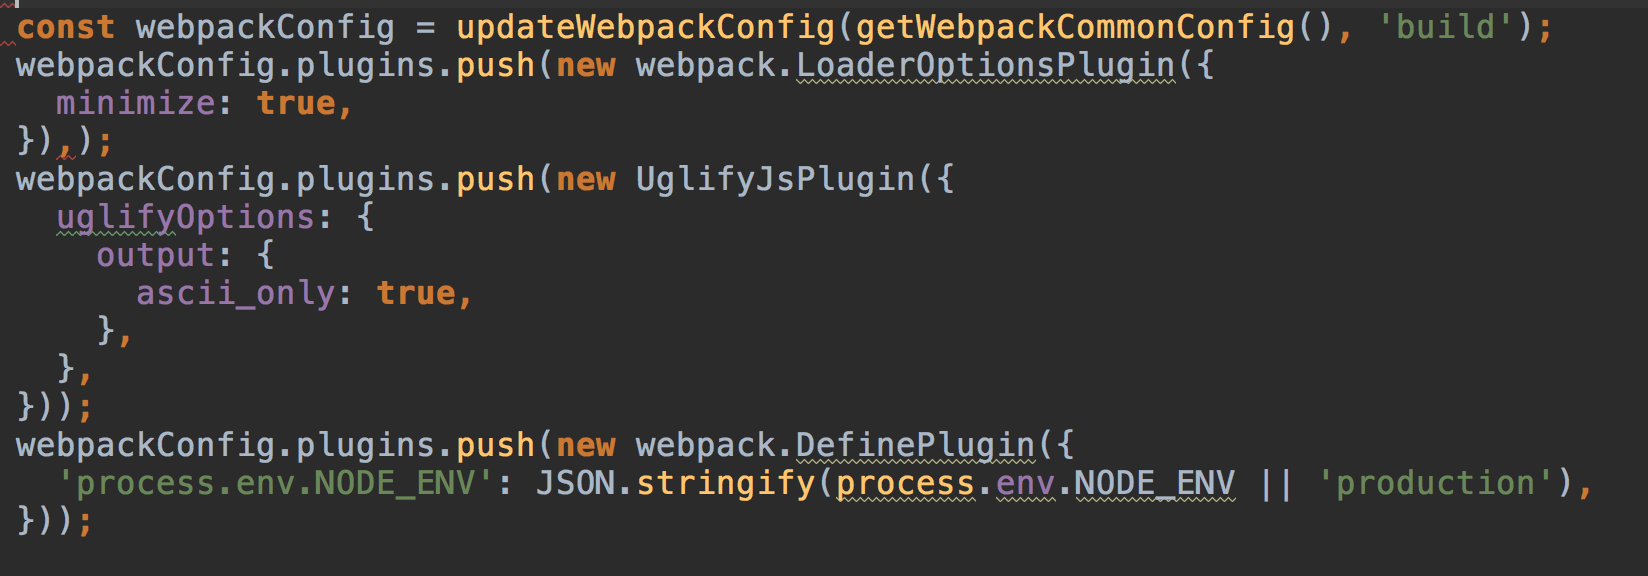 const webpackConfig = updateWebpackConfig(getWebpackCommonConfig(), 'build');
webpackConfig.plugins.push(new webpack.LoaderOptionsPlugin({
  minimize: true,
}),);
webpackConfig.plugins.push(new UglifyJsPlugin({
  uglifyOptions: {
    output: {
      ascii_only: true,
    },
  },
}));
webpackConfig.plugins.push(new webpack.DefinePlugin({
  'process.env.NODE_ENV': JSON.stringify(process.env.NODE_ENV || 'production'),
}));